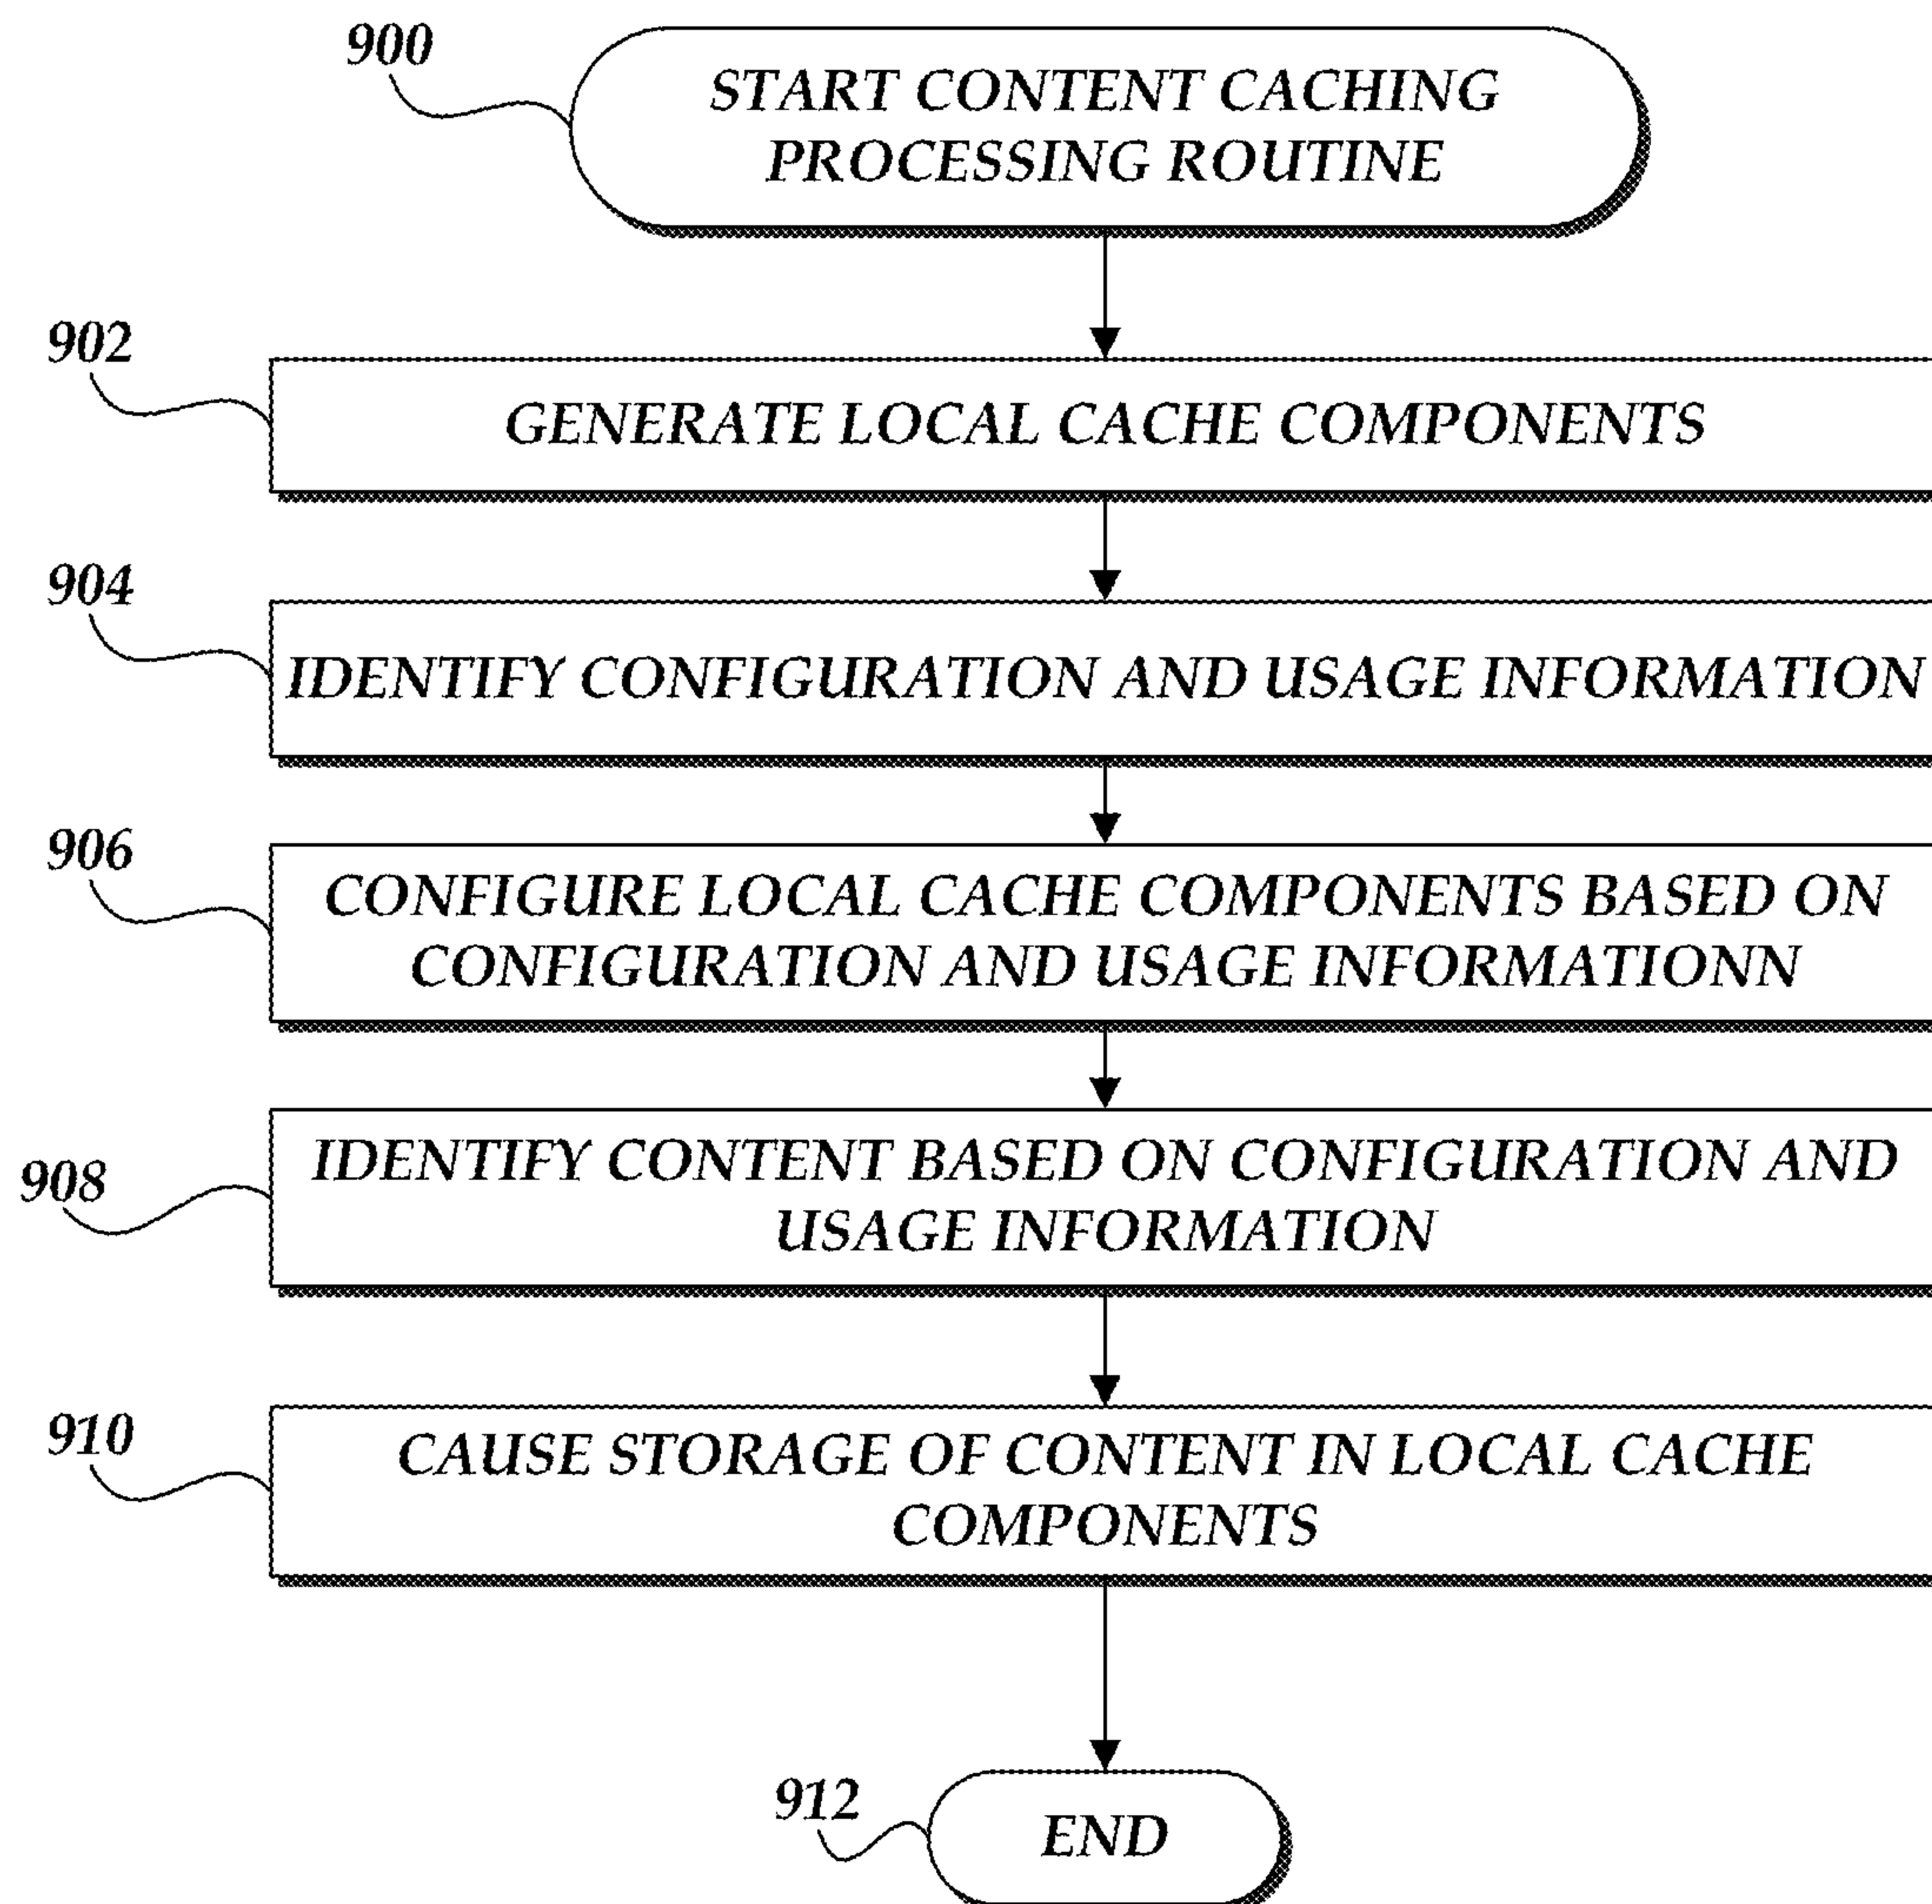 900
START CONTENT CACHING
PROCESSING ROUTINE
902
GENERATE LOCAL CACHE COMPONENTS
904
IDENTIFY CONFIGURATION AND USAGE INFORMATION
906
CONFIGURE LOCAL CACHE COMPONENTS BASED ON
CONFIGURATION AND USAGE INFORMATIONN
908
IDENTIFY CONTENT BASED ON CONFIGURATION AND
USAGE INFORMATION
910
CAUSE STORAGE OF CONTENT IN LOCAL CACHE
COMPONENTS
912
END